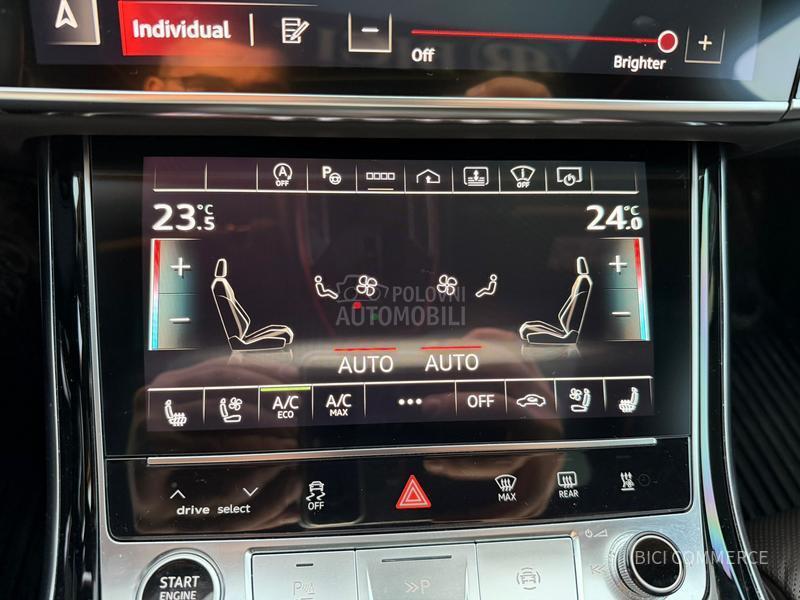 Individual
Off
Brighter
A
OFF
P
OFF
23.5 °C
24.0 °C
POLOVNI
AUTOMOBILI
AUTO AUTO
A/C
ECO
A/C
MAX
OFF
drive select
OFF
MAX
REAR
BICI COMMERCE
START
ENGINE
P